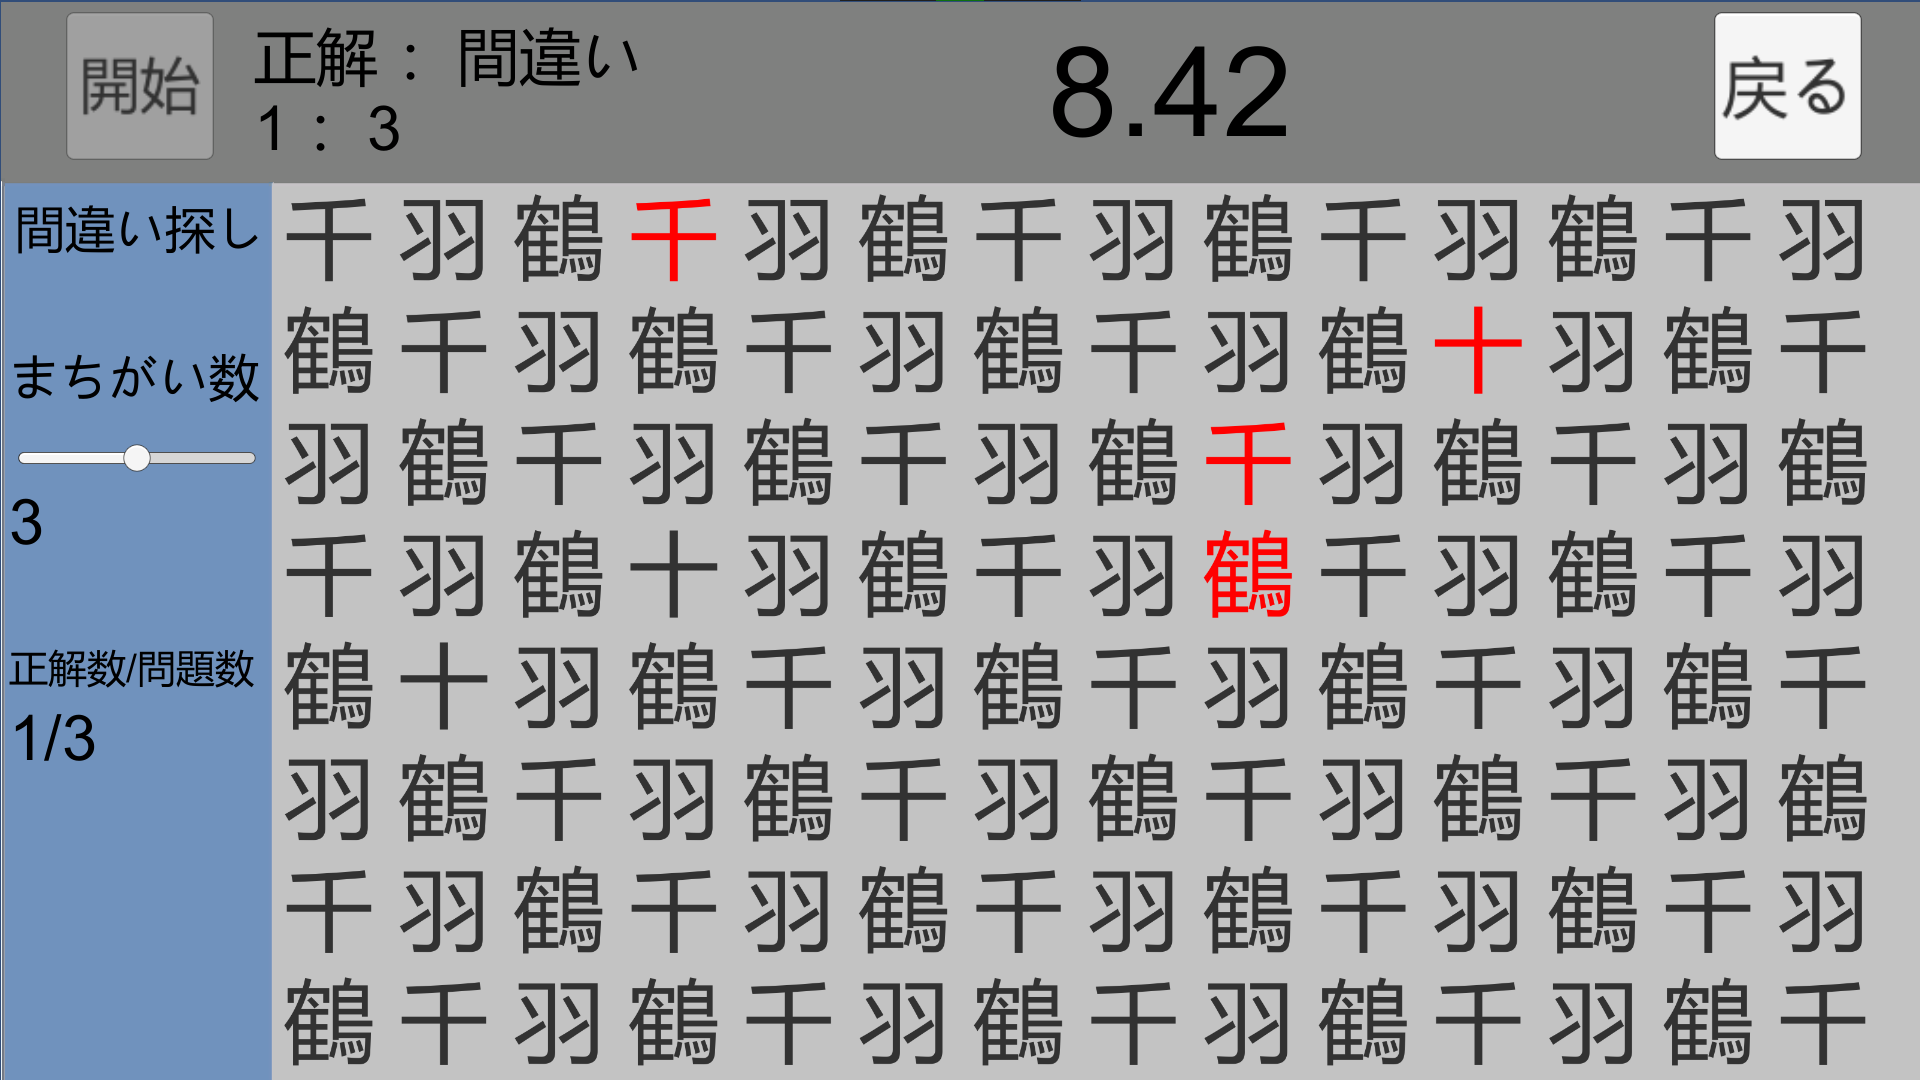 開始
正解 : 間違い
1 : 3
8.42
戻る
間違い探し
まちがい数
3
正解数/問題数
1/3
千羽鶴千羽鶴千羽鶴千羽鶴千羽
鶴千羽鶴千羽鶴千羽鶴十羽鶴千
羽鶴千羽鶴千羽鶴千羽鶴千羽鶴
千羽鶴十羽鶴千羽鶴千羽鶴千羽
鶴十羽鶴千羽鶴千羽鶴千羽鶴千
羽鶴千羽鶴千羽鶴千羽鶴千羽鶴
千羽鶴千羽鶴千羽鶴千羽鶴千羽
鶴千羽鶴千羽鶴千羽鶴千羽鶴千